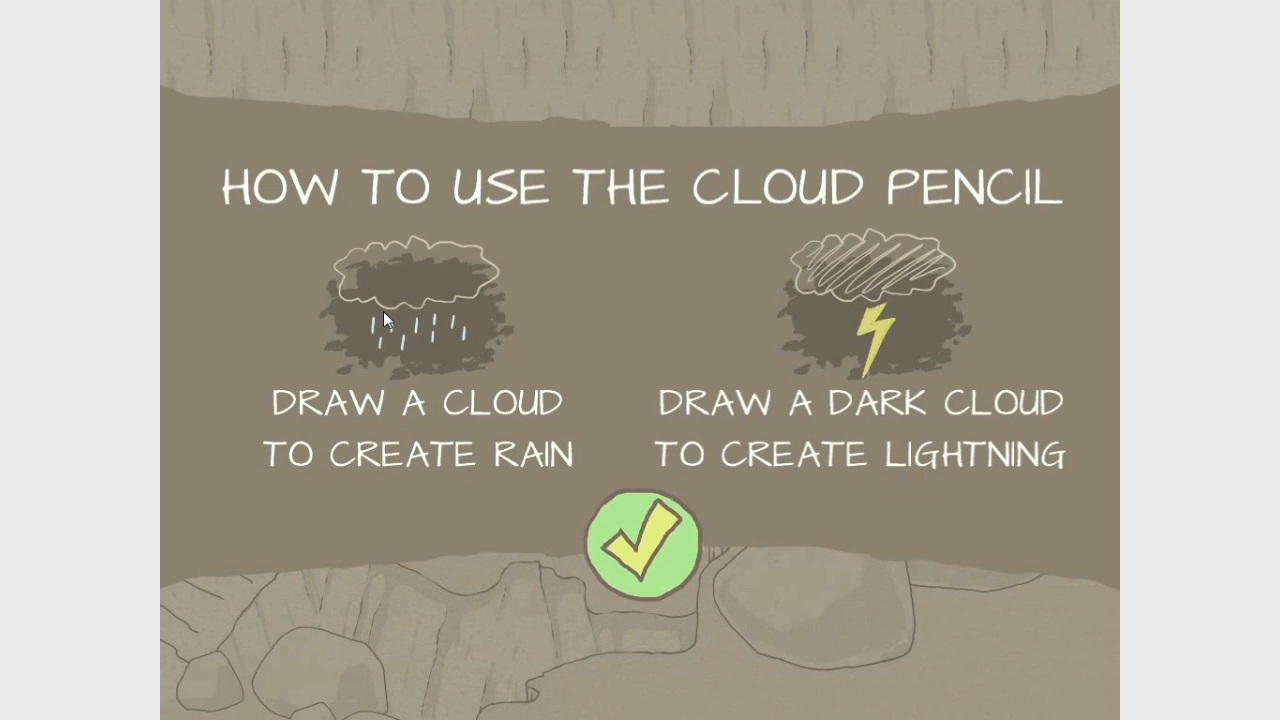 HOW TO USE THE CLOUD PENCIL
DRAW A CLOUD
TO CREATE RAIN
DRAW A DARK CLOUD
TO CREATE LIGHTNING